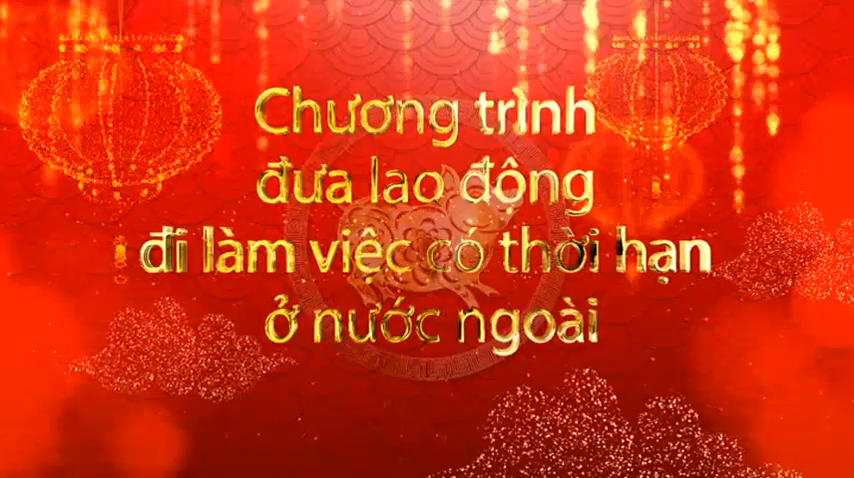 Chương trình
đưa lao động
đi làm việc có thời hạn
ở nước ngoài